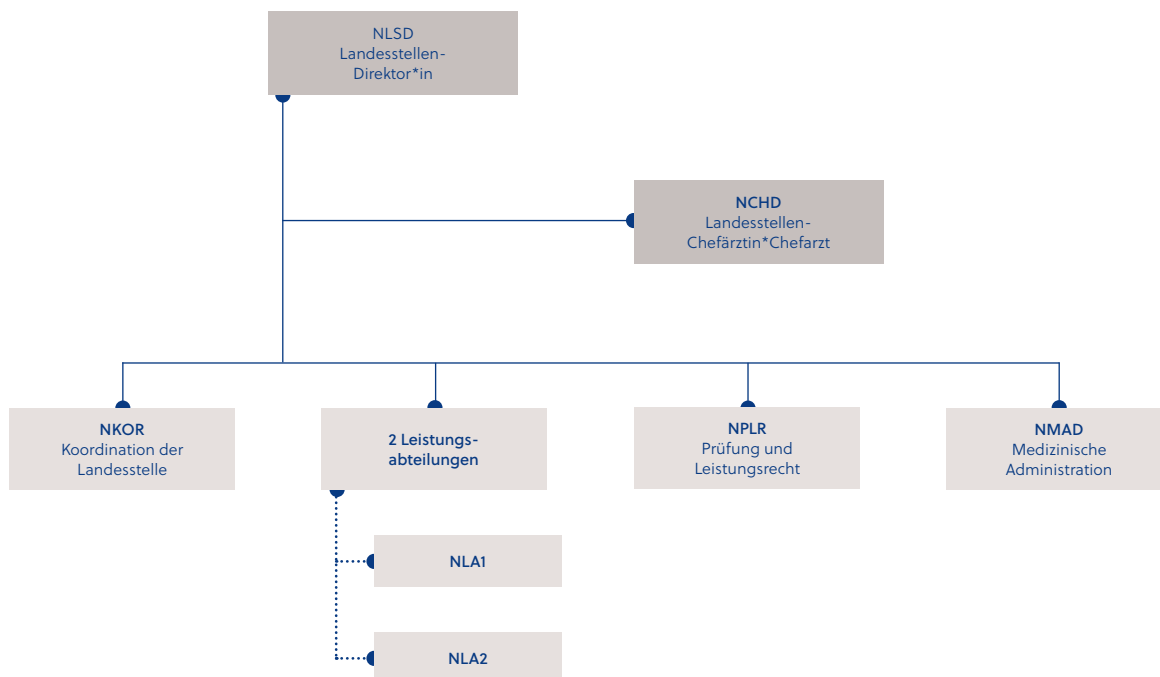 NLSD
Landesstellen-
Direktor*in
NCHD
Landesstellen-
Chefärztin*Chefarzt
NKOR
Koordination der
Landesstelle
2 Leistungs-
abteilungen
NPLR
Prüfung und
Leistungsrecht
NMAD
Medizinische
Administration
NLA1
NLA2